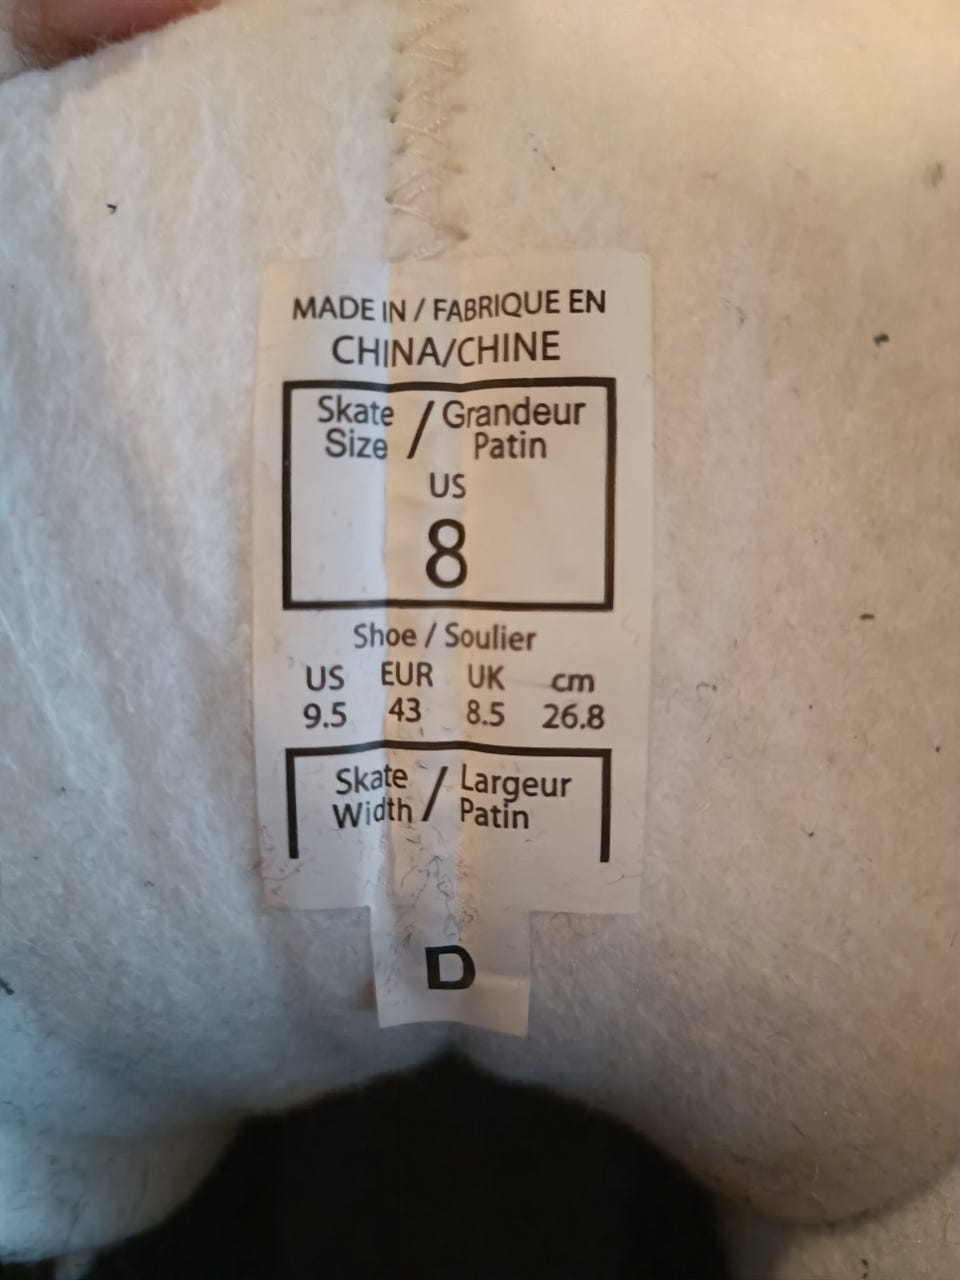 MADE IN / FABRIQUE EN
CHINA/CHINE
Skate Size / Grandeur Patin
US
8
Shoe / Soulier
US EUR UK cm
9.5 43 8.5 26.8
Skate Width / Largeur Patin
D